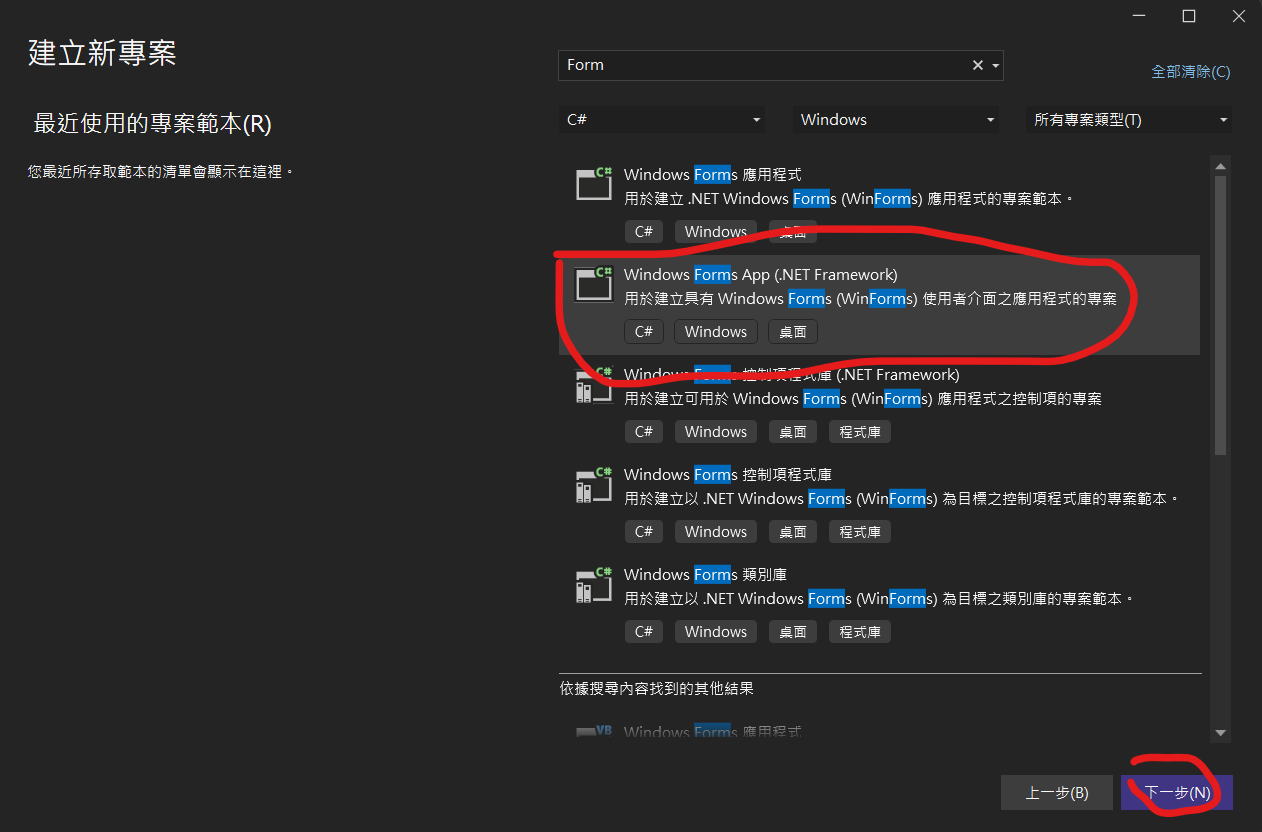 建立新專案
Form
全部清除(C)
最近使用的專案範本(R)
您最近所存取範本的清單會顯示在這裡。
C#
Windows
所有專案類型(T)
C#
Windows Forms 應用程式
用於建立 .NET Windows Forms (WinForms) 應用程式的專案範本。
C# Windows 桌面
C#
Windows Forms App (.NET Framework)
用於建立具有 Windows Forms (WinForms) 使用者介面之應用程式的專案
C# Windows 桌面
C#
Windows Forms 控制項程式庫 (.NET Framework)
用於建立可用於 Windows Forms (WinForms) 應用程式之控制項的專案
C# Windows 桌面 程式庫
C#
Windows Forms 控制項程式庫
用於建立以 .NET Windows Forms (WinForms) 為目標之控制項程式庫的專案範本。
C# Windows 桌面 程式庫
C#
Windows Forms 類別庫
用於建立以 .NET Windows Forms (WinForms) 為目標之類別庫的專案範本。
C# Windows 桌面 程式庫
依據搜尋內容找到的其他結果
VB
Windows Forms 應用程式
上一步(B)
下一步(N)